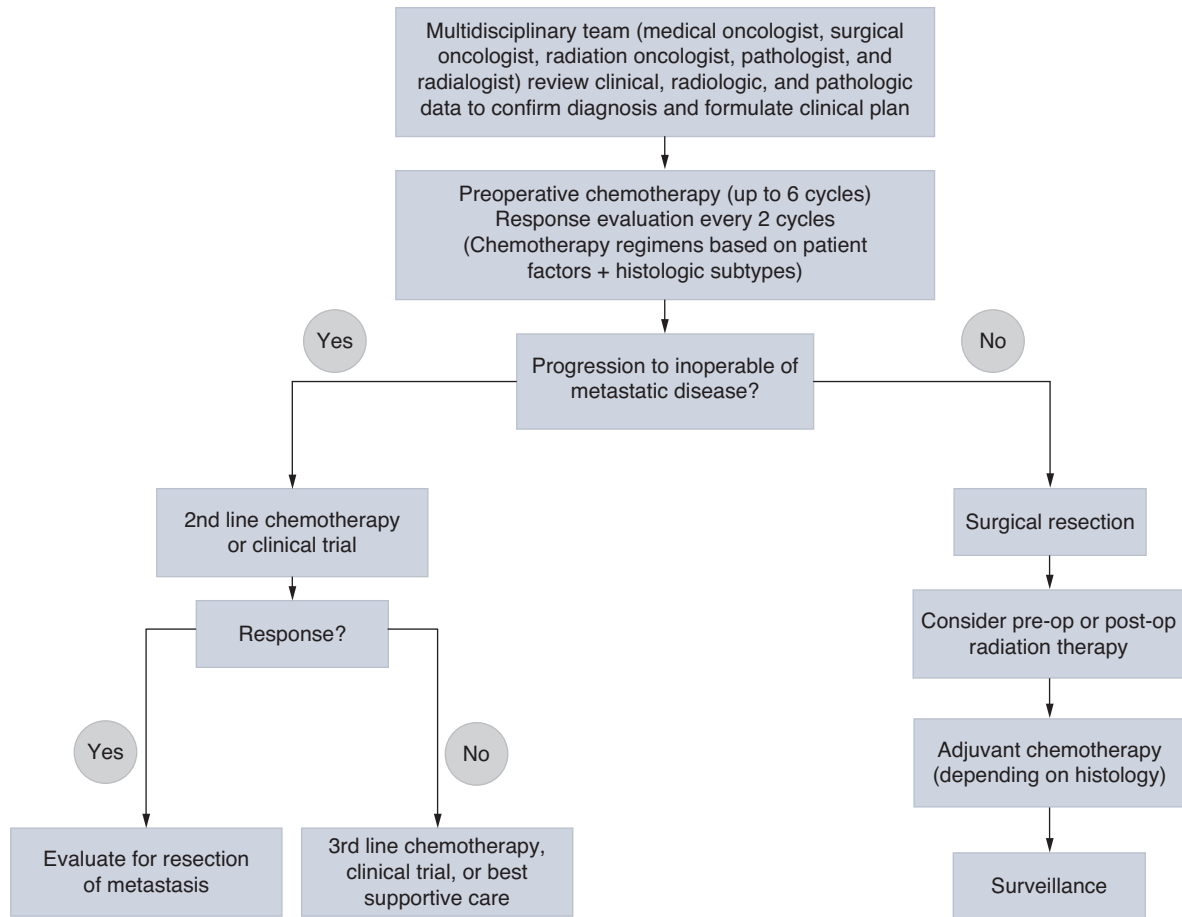 Multidisciplinary team (medical oncologist, surgical
oncologist, radiation oncologist, pathologist, and
radialogist) review clinical, radiologic, and pathologic
data to confirm diagnosis and formulate clinical plan
Preoperative chemotherapy (up to 6 cycles)
Response evaluation every 2 cycles
(Chemotherapy regimens based on patient
factors + histologic subtypes)
Yes
No
Progression to inoperable of
metastatic disease?
2nd line chemotherapy
or clinical trial
Response?
Yes
No
Evaluate for resection
of metastasis
3rd line chemotherapy,
clinical trial, or best
supportive care
Surgical resection
Consider pre-op or post-op
radiation therapy
Adjuvant chemotherapy
(depending on histology)
Surveillance